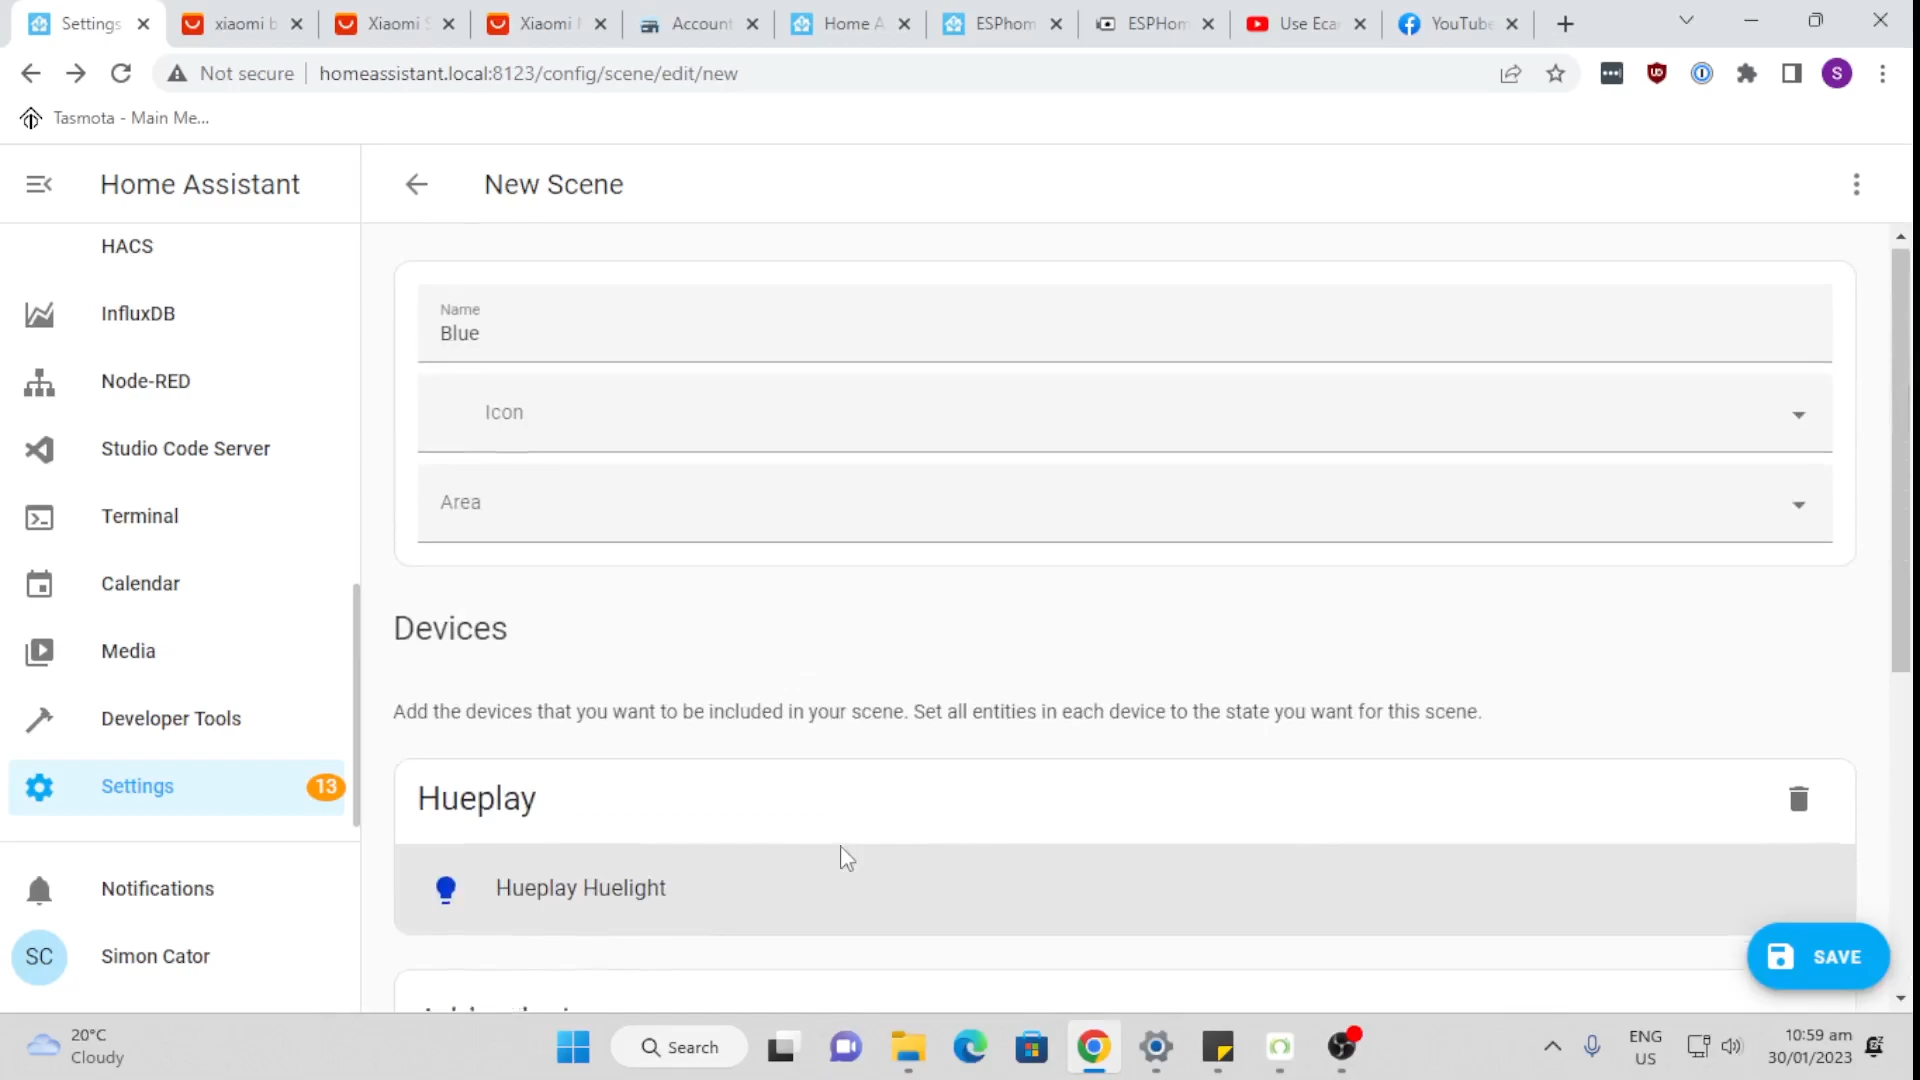 Settings
xiaomi b
Xiaomi S
Xiaomi
Account
Home A
ESPhom
ESPHom
Use Eca
YouTube
Not secure
homeassistant.local:8123/config/scene/edit/new
S
Tasmota - Main Me...
Home Assistant
New Scene
HACS
InfluxDB
Node-RED
Studio Code Server
Terminal
Calendar
Media
Developer Tools
Settings
13
Notifications
SC
Simon Cator
Name
Blue
Icon
Area
Devices
Add the devices that you want to be included in your scene. Set all entities in each device to the state you want for this scene.
Hueplay
Hueplay Huelight
SAVE
20°C
Cloudy
Search
ENG
US
10:59 am
30/01/2023